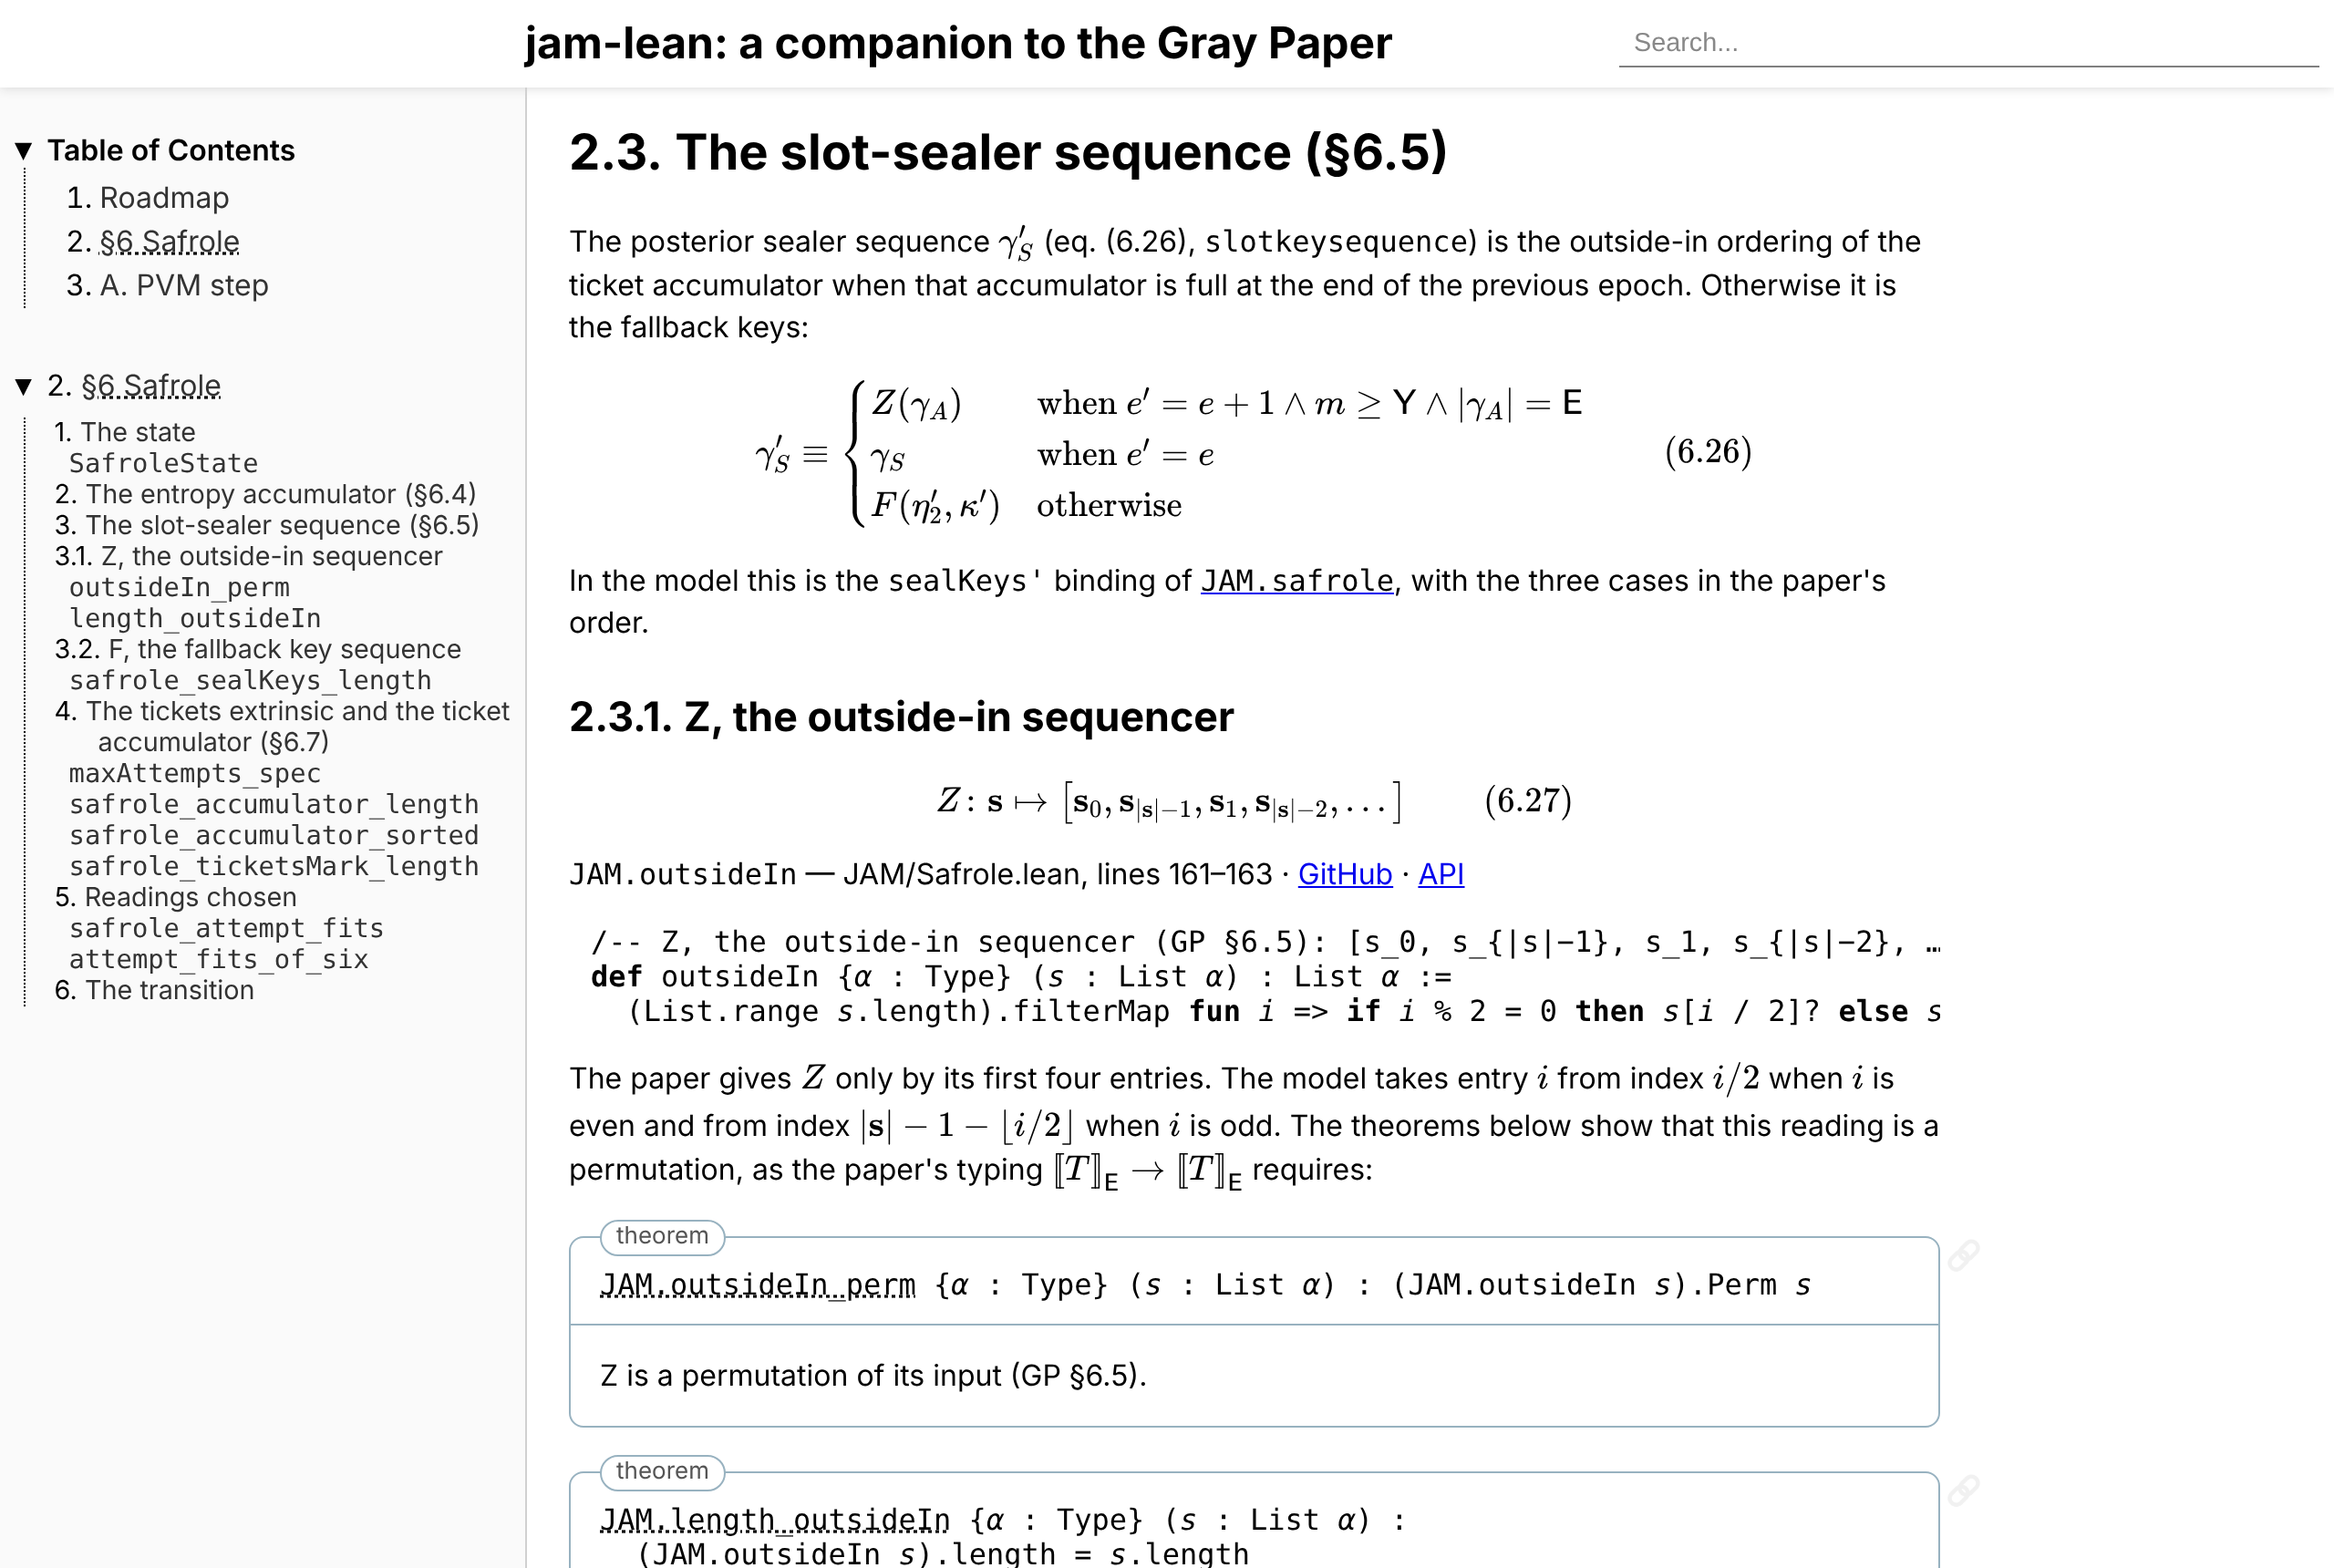 jam-lean: a companion to the Gray Paper
Search...
▼ Table of Contents
1. Roadmap
2. §6 Safrole
3. A. PVM step
▼ 2. §6 Safrole
1. The state
SafroleState
2. The entropy accumulator (§6.4)
3. The slot-sealer sequence (§6.5)
3.1. Z, the outside-in sequencer
outsideIn_perm
length_outsideIn
3.2. F, the fallback key sequence
safrole_sealKeys_length
4. The tickets extrinsic and the ticket
accumulator (§6.7)
maxAttempts_spec
safrole_accumulator_length
safrole_accumulator_sorted
safrole_ticketsMark_length
5. Readings chosen
safrole_attempt_fits
attempt_fits_of_six
6. The transition
2.3. The slot-sealer sequence (§6.5)
The posterior sealer sequence γ′_S (eq. (6.26), slotkeysequence) is the outside-in ordering of the
ticket accumulator when that accumulator is full at the end of the previous epoch. Otherwise it is
the fallback keys:
γ′_S ≡ { Z(γ_A) when e′ = e + 1 ∧ m ≥ Y ∧ |γ_A| = E
γ_S when e′ = e (6.26)
F(η′_2, κ′) otherwise
In the model this is the sealKeys' binding of JAM.safrole, with the three cases in the paper's
order.
2.3.1. Z, the outside-in sequencer
Z: s ↦ [s_0, s_{|s|−1}, s_1, s_{|s|−2}, ...] (6.27)
JAM.outsideIn — JAM/Safrole.lean, lines 161–163 · GitHub · API
/-- Z, the outside-in sequencer (GP §6.5): [s_0, s_{|s|−1}, s_1, s_{|s|−2}, …
def outsideIn {α : Type} (s : List α) : List α :=
(List.range s.length).filterMap fun i => if i % 2 = 0 then s[i / 2]? else s
The paper gives Z only by its first four entries. The model takes entry i from index i/2 when i is
even and from index |s| − 1 − ⌊i/2⌋ when i is odd. The theorems below show that this reading is a
permutation, as the paper's typing ⟦T⟧_E → ⟦T⟧_E requires:
theorem
JAM.outsideIn_perm {α : Type} (s : List α) : (JAM.outsideIn s).Perm s
Z is a permutation of its input (GP §6.5).
theorem
JAM.length_outsideIn {α : Type} (s : List α) :
(JAM.outsideIn s).length = s.length